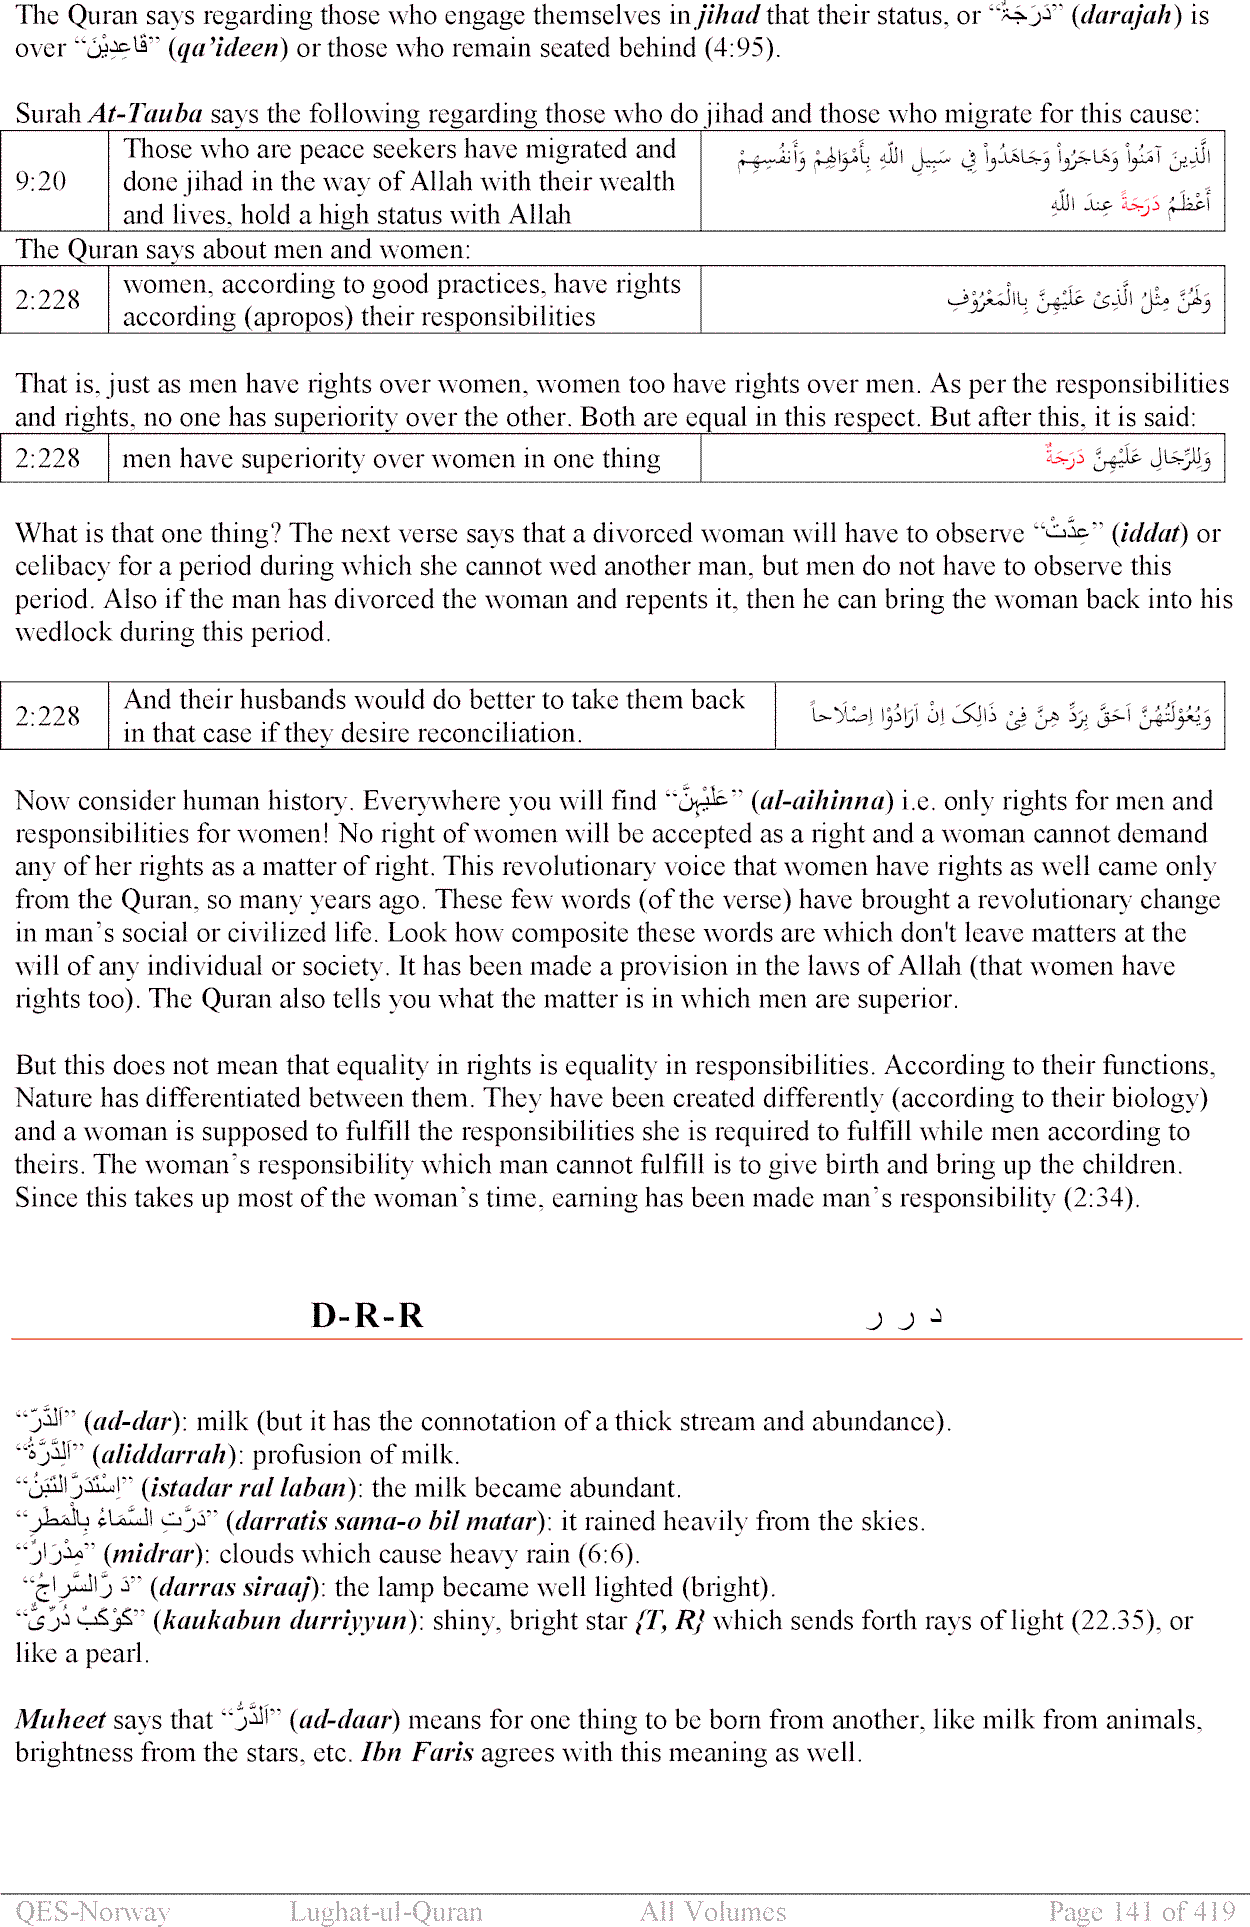 The Quran says regarding those who engage themselves in jihad that their status, or “دَرَجَۃٌ” (darajah) is
over “قَاعِدِیْنَ” (qa’ideen) or those who remain seated behind (4:95).
Surah At-Tauba says the following regarding those who do jihad and those who migrate for this cause:
9:20
Those who are peace seekers have migrated and
done jihad in the way of Allah with their wealth
and lives, hold a high status with Allah
الَّذِينَ آمَنُواْ وَهَاجَرُواْ وَجَاهَدُواْ فِي سَبِيلِ اللّهِ بِأَمْوَالِهِمْ وَأَنفُسِهِمْ
أَعْظَمُ دَرَجَةً عِندَ اللّهِ
The Quran says about men and women:
2:228
women, according to good practices, have rights
according (apropos) their responsibilities
وَلَهُنَّ مِثْلُ الَّذِیْ عَلَيْهِنَّ بِاالْمَعْرُوْفِ
That is, just as men have rights over women, women too have rights over men. As per the responsibilities
and rights, no one has superiority over the other. Both are equal in this respect. But after this, it is said:
2:228
men have superiority over women in one thing
وَلِلرِّجَالِ عَلَيْهِنَّ دَرَجَةٌ
What is that one thing? The next verse says that a divorced woman will have to observe “عِدَّتْ” (iddat) or
celibacy for a period during which she cannot wed another man, but men do not have to observe this
period. Also if the man has divorced the woman and repents it, then he can bring the woman back into his
wedlock during this period.
2:228
And their husbands would do better to take them back
in that case if they desire reconciliation.
وَبُعُوْلَتُهُنَّ اَحَقَّ بِرَدِّ هِنَّ فِیْ ذَالِکَ اِنْ اَرَادُوْا اِصْلَاحاً
Now consider human history. Everywhere you will find “عَلَیْہِنَّ” (al-aihinna) i.e. only rights for men and
responsibilities for women! No right of women will be accepted as a right and a woman cannot demand
any of her rights as a matter of right. This revolutionary voice that women have rights as well came only
from the Quran, so many years ago. These few words (of the verse) have brought a revolutionary change
in man’s social or civilized life. Look how composite these words are which don't leave matters at the
will of any individual or society. It has been made a provision in the laws of Allah (that women have
rights too). The Quran also tells you what the matter is in which men are superior.
But this does not mean that equality in rights is equality in responsibilities. According to their functions,
Nature has differentiated between them. They have been created differently (according to their biology)
and a woman is supposed to fulfill the responsibilities she is required to fulfill while men according to
theirs. The woman’s responsibility which man cannot fulfill is to give birth and bring up the children.
Since this takes up most of the woman’s time, earning has been made man’s responsibility (2:34).
D-R-R د ر ر
“اَلدَّرّ” (ad-dar): milk (but it has the connotation of a thick stream and abundance).
“اَلِدَّرَّۃُ” (aliddarrah): profusion of milk.
“اِسْتَدَرَّ الْلَبَنُ” (istadar ral laban): the milk became abundant.
“دَرَّتِ السَّمَاءُ بِالْمَطَرِ” (darratis sama-o bil matar): it rained heavily from the skies.
“مِدْرَارٌ” (midrar): clouds which cause heavy rain (6:6).
“دَ رَّالسَّرِاجُ” (darras siraaj): the lamp became well lighted (bright).
“کَوْکَبٌ دُرِّیٌّ” (kaukabun durriyyun): shiny, bright star {T, R} which sends forth rays of light (22.35), or
like a pearl.
Muheet says that “اَلدَّرُّ” (ad-daar) means for one thing to be born from another, like milk from animals,
brightness from the stars, etc. Ibn Faris agrees with this meaning as well.
QES-Norway Lughat-ul-Quran All Volumes Page 141 of 419